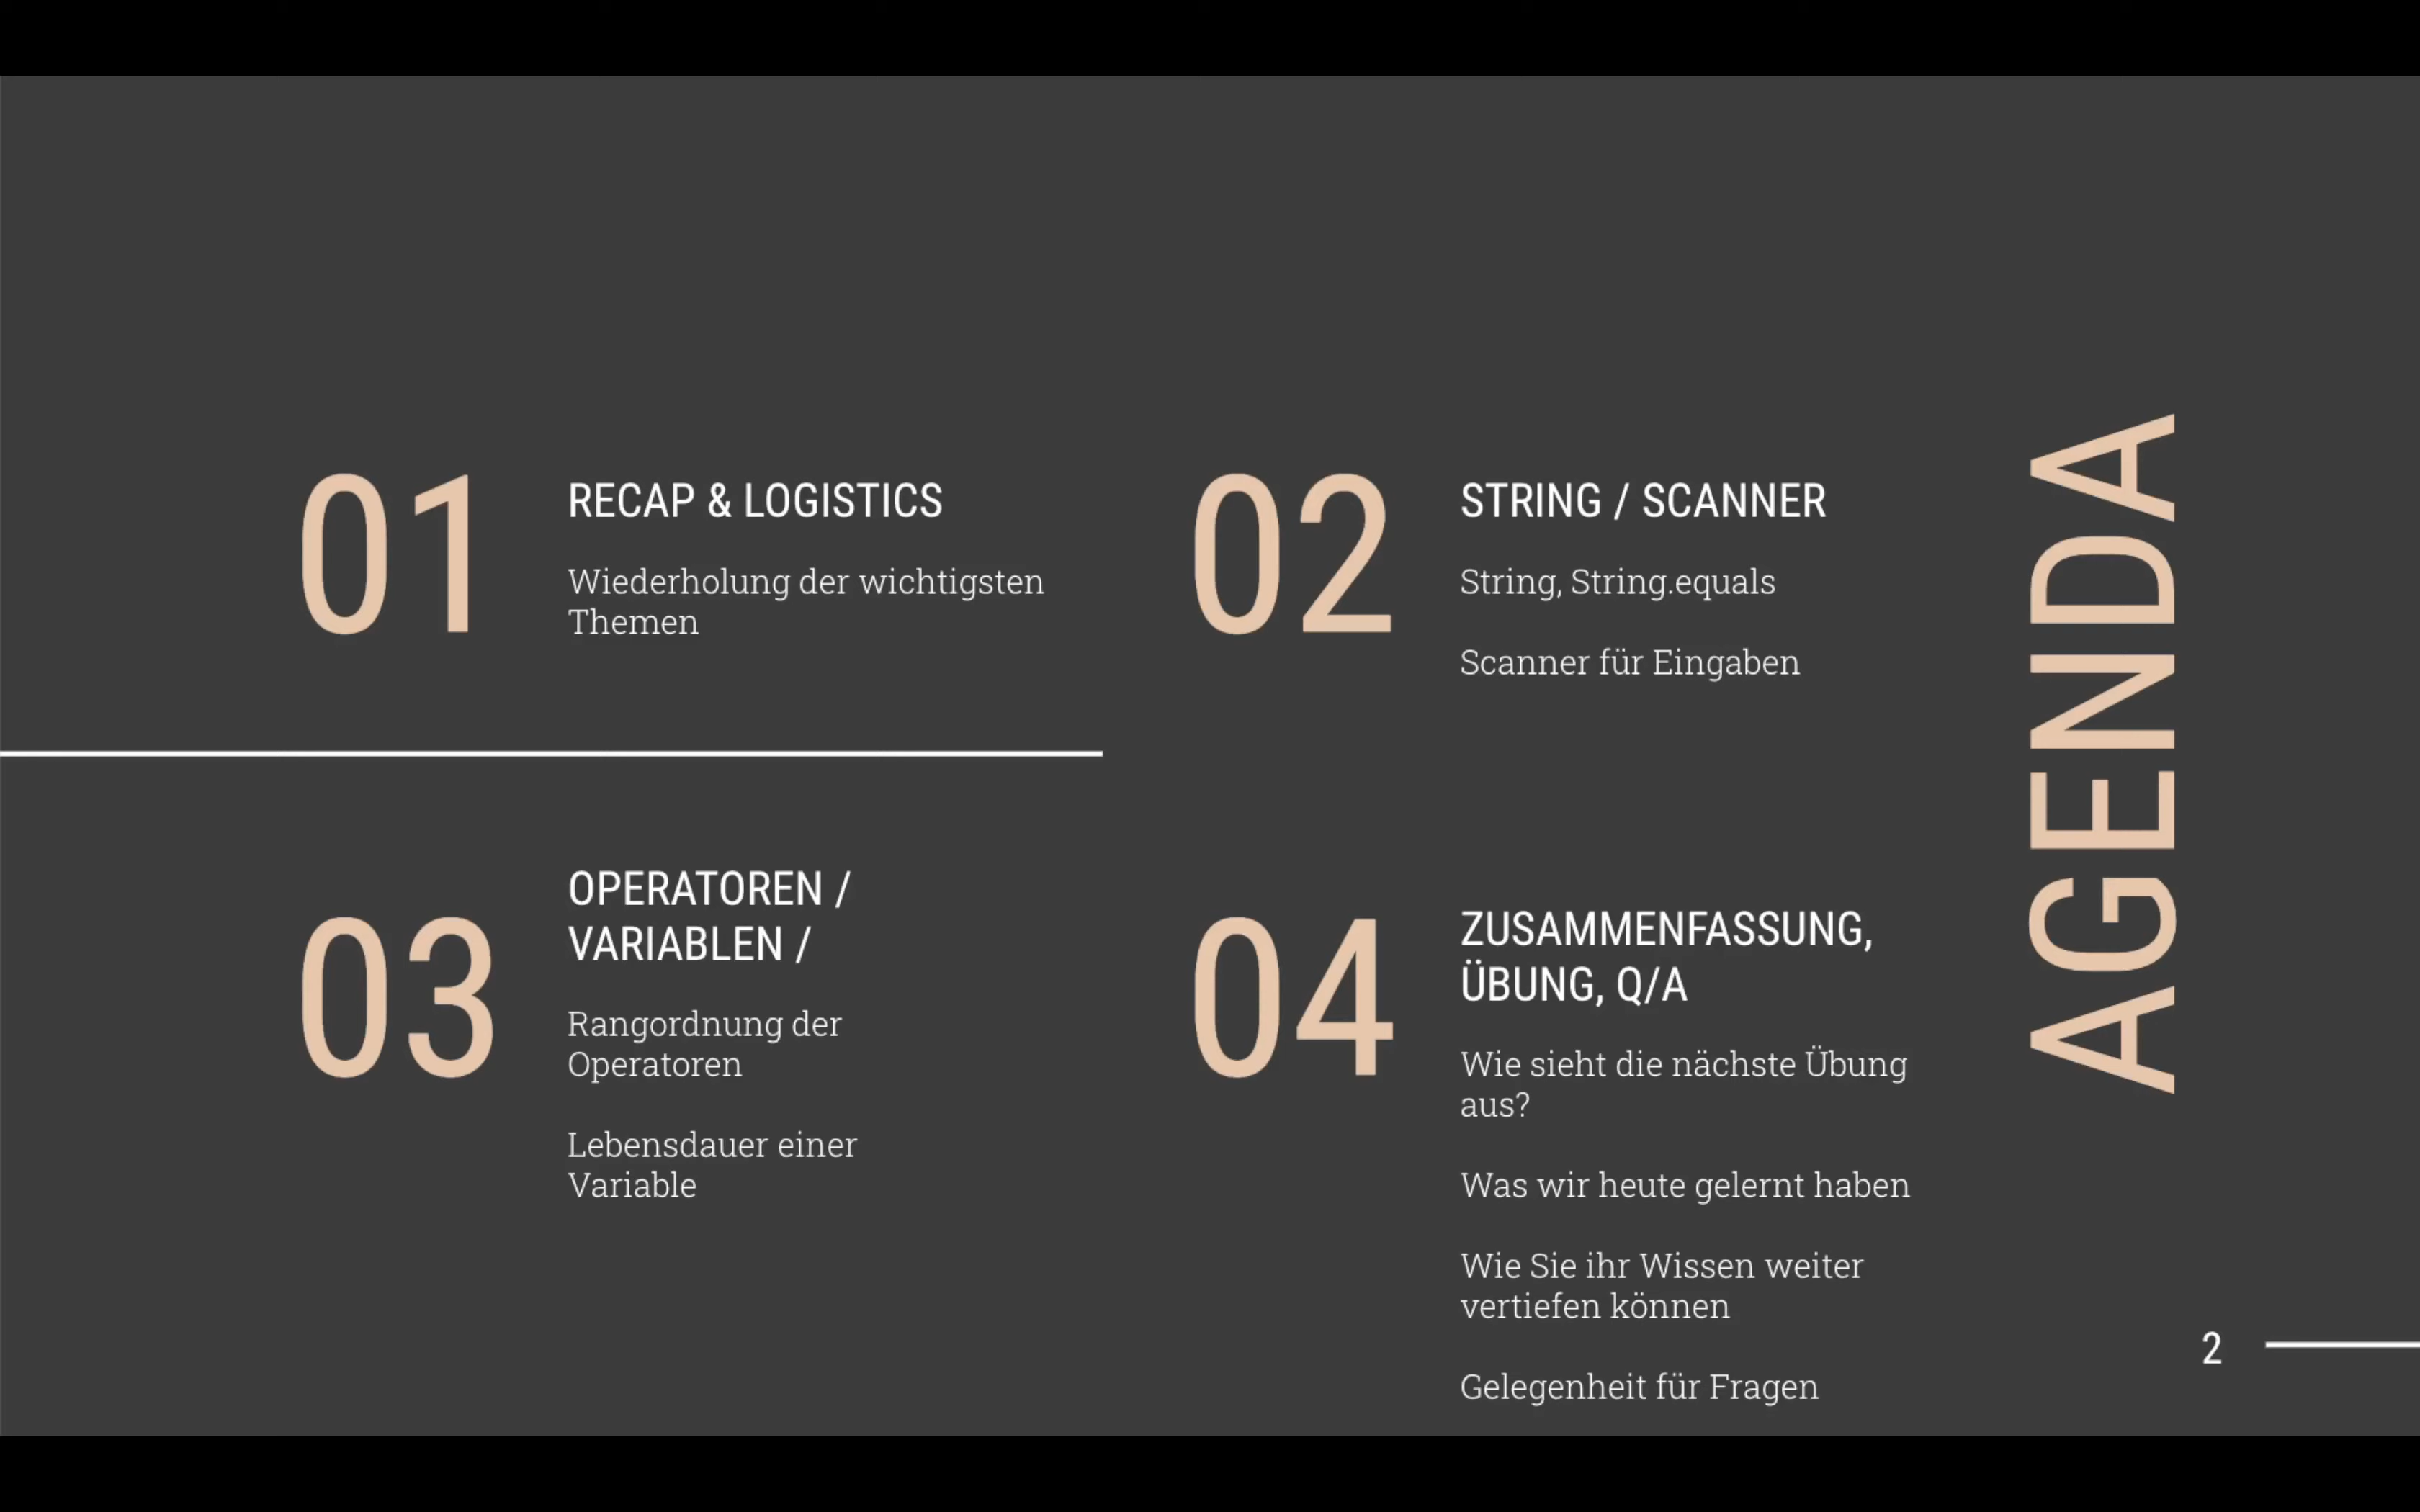 01
RECAP & LOGISTICS
Wiederholung der wichtigsten
Themen
02
STRING / SCANNER
String, String.equals
Scanner für Eingaben
03
OPERATOREN /
VARIABLEN /
Rangordnung der
Operatoren
Lebensdauer einer
Variable
04
ZUSAMMENFASSUNG,
ÜBUNG, Q/A
Wie sieht die nächste Übung
aus?
Was wir heute gelernt haben
Wie Sie ihr Wissen weiter
vertiefen können
Gelegenheit für Fragen
AGENDA
2